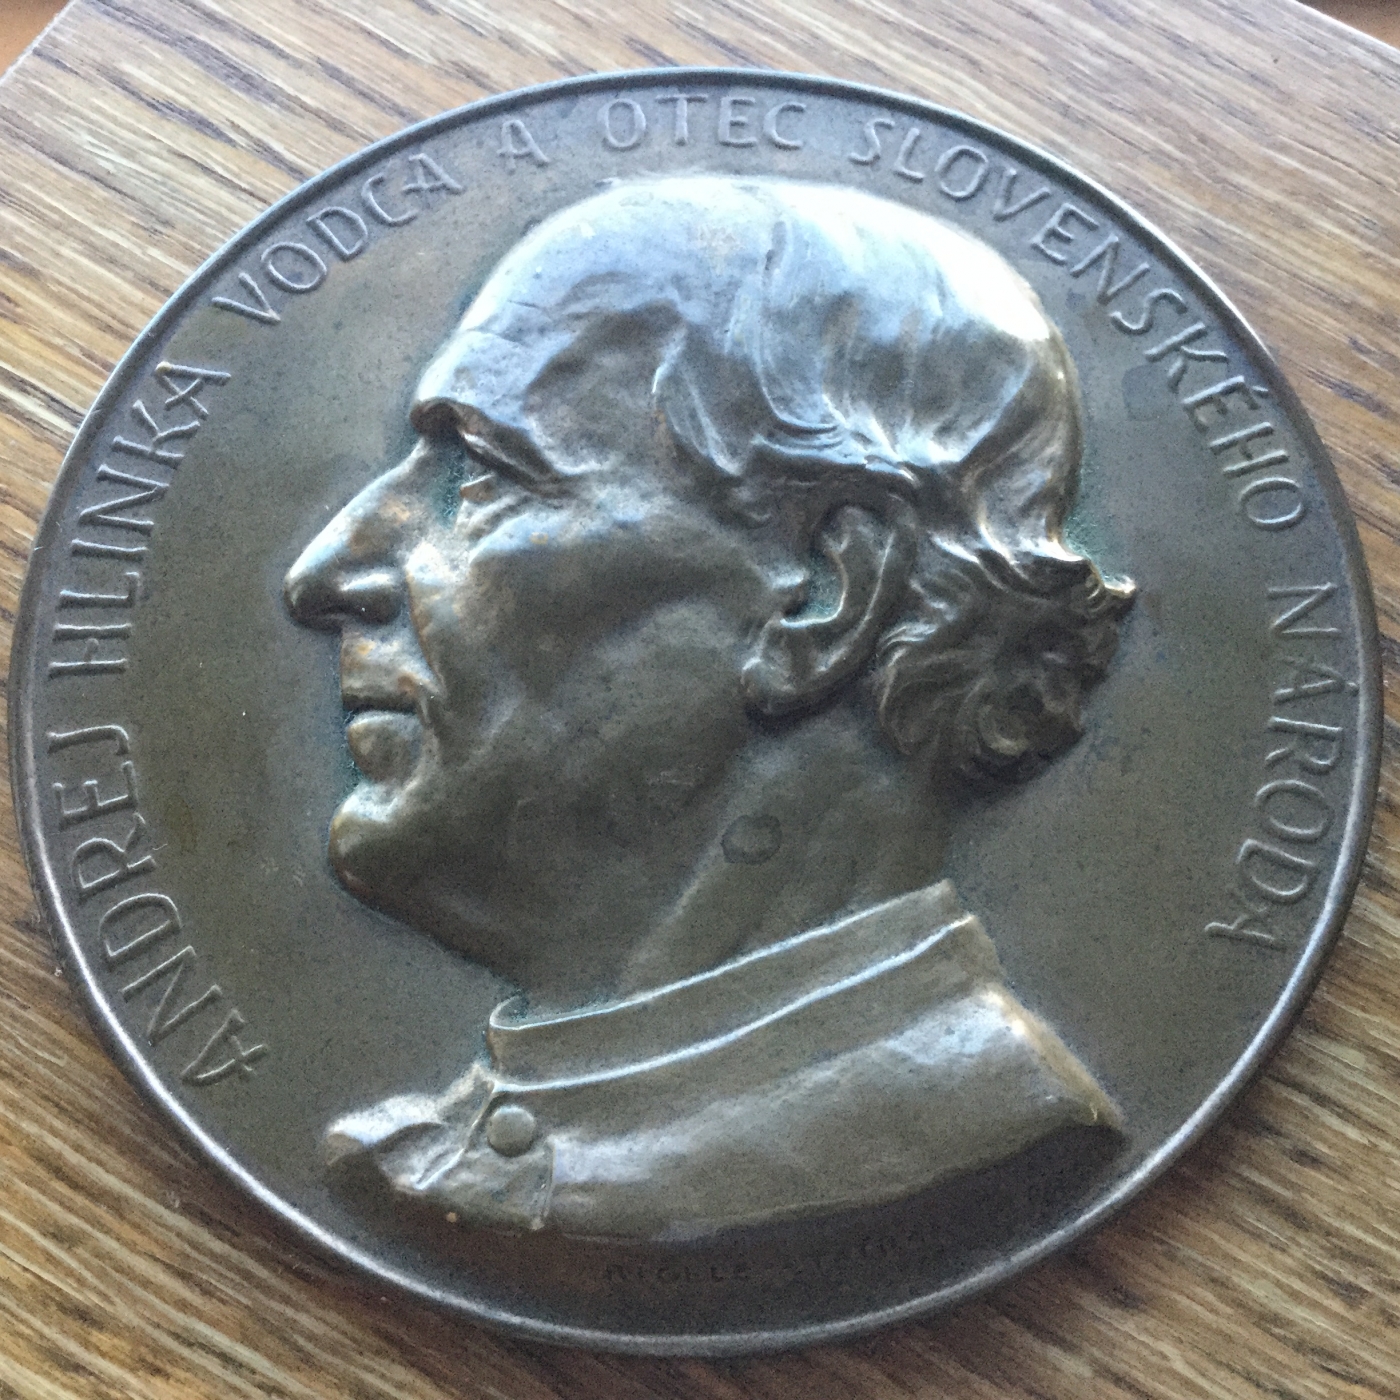 ANDREJ HLINKA VODCA A OTEC SLOVENSKÉHO NÁRODA